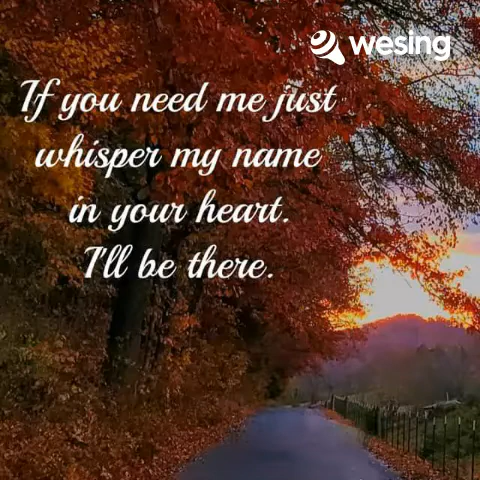 wesing
If you need me just
whisper my name
in your heart.
I'll be there.